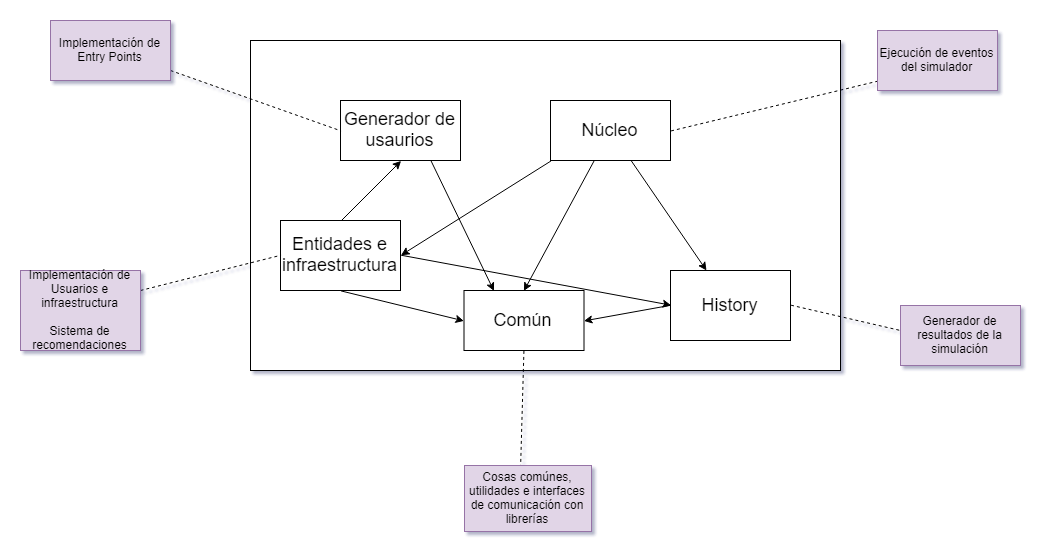 Implementación de
Entry Points
Ejecución de eventos
del simulador
Generador de
usaurios
Núcleo
Entidades e
infraestructura
Implementación de
Usuarios e
infraestructura
Sistema de
recomendaciones
Común
History
Generador de
resultados de la
simulación
Cosas comúnes,
utilidades e interfaces
de comunicación con
librerías